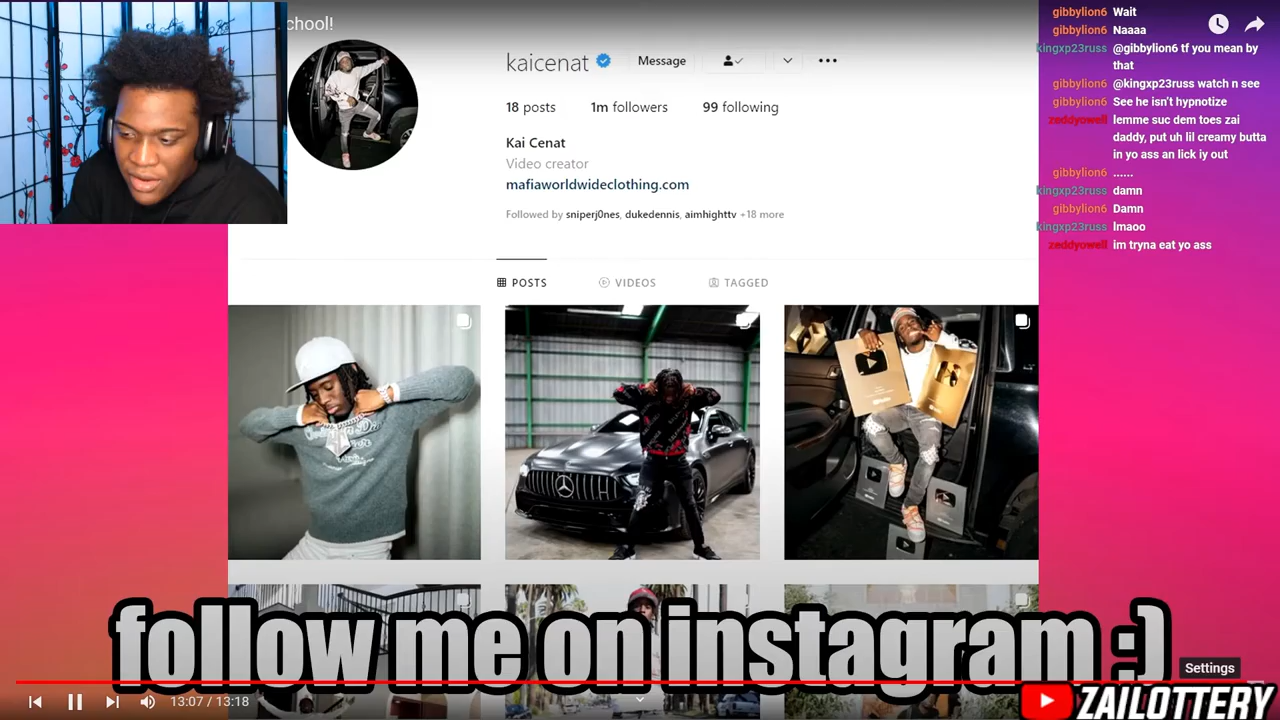 chool!
kaicenat
Message
18 posts
1m followers
99 following
Kai Cenat
Video creator
mafiaworldwideclothing.com
Followed by sniperj0nes, dukedennis, aimhighttv +18 more
POSTS
VIDEOS
TAGGED
gibbylion6 Wait
gibbylion6 Naaaa
kingxp23russ @gibbylion6 tf you mean by
that
gibbylion6 @kingxp23russ watch n see
gibbylion6 See he isn't hypnotize
zeddyowell lemme suc dem toes zai
daddy, put uh lil creamy butta
in yo ass an lick iy out
gibbylion6 ......
kingxp23russ damn
gibbylion6 Damn
kingxp23russ lmaoo
zeddyowell im tryna eat yo ass
follow me on instagram :)
Settings
13:07 / 13:18
ZAILOTTERY